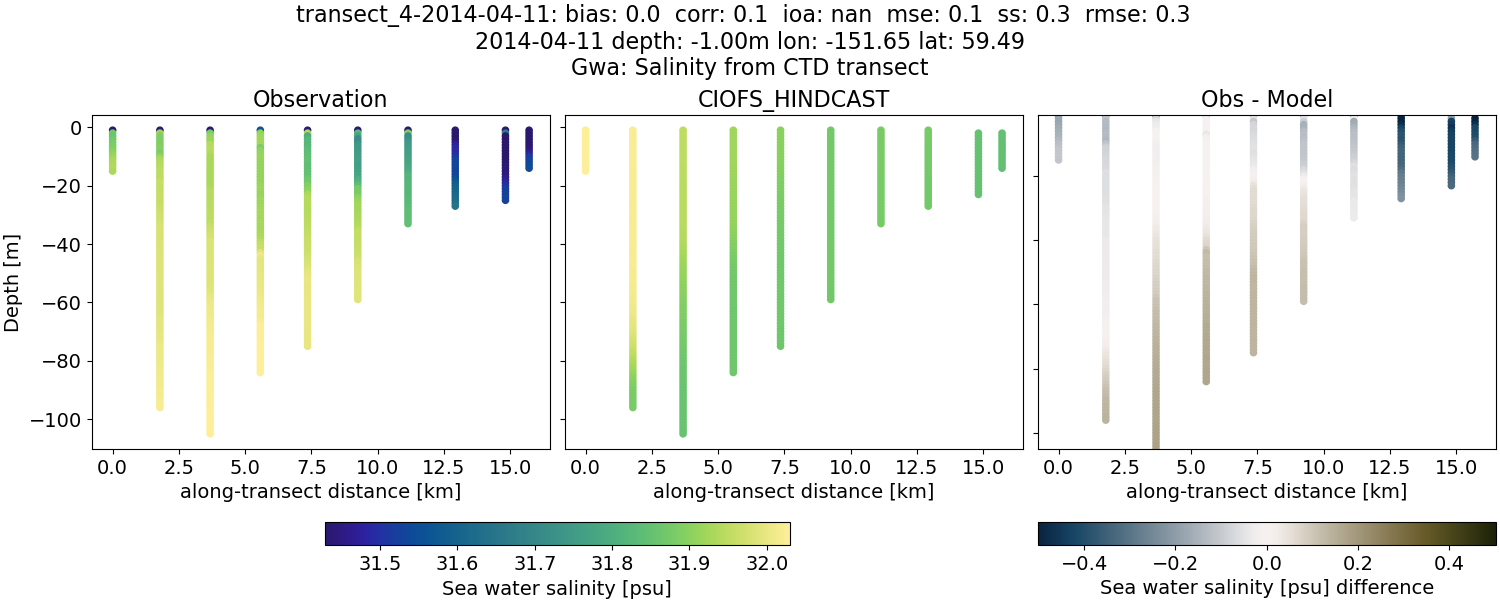 transect_4-2014-04-11: bias: 0.0 corr: 0.1 ioa: nan mse: 0.1 ss: 0.3 rmse: 0.3
2014-04-11 depth: -1.00m lon: -151.65 lat: 59.49
Gwa: Salinity from CTD transect
Observation
CIOFS_HINDCAST
Obs - Model
Depth [m]
0
−20
−40
−60
−80
−100
0.0 2.5 5.0 7.5 10.0 12.5 15.0
along-transect distance [km]
0.0 2.5 5.0 7.5 10.0 12.5 15.0
along-transect distance [km]
0.0 2.5 5.0 7.5 10.0 12.5 15.0
along-transect distance [km]
31.5 31.6 31.7 31.8 31.9 32.0
Sea water salinity [psu]
−0.4 −0.2 0.0 0.2 0.4
Sea water salinity [psu] difference